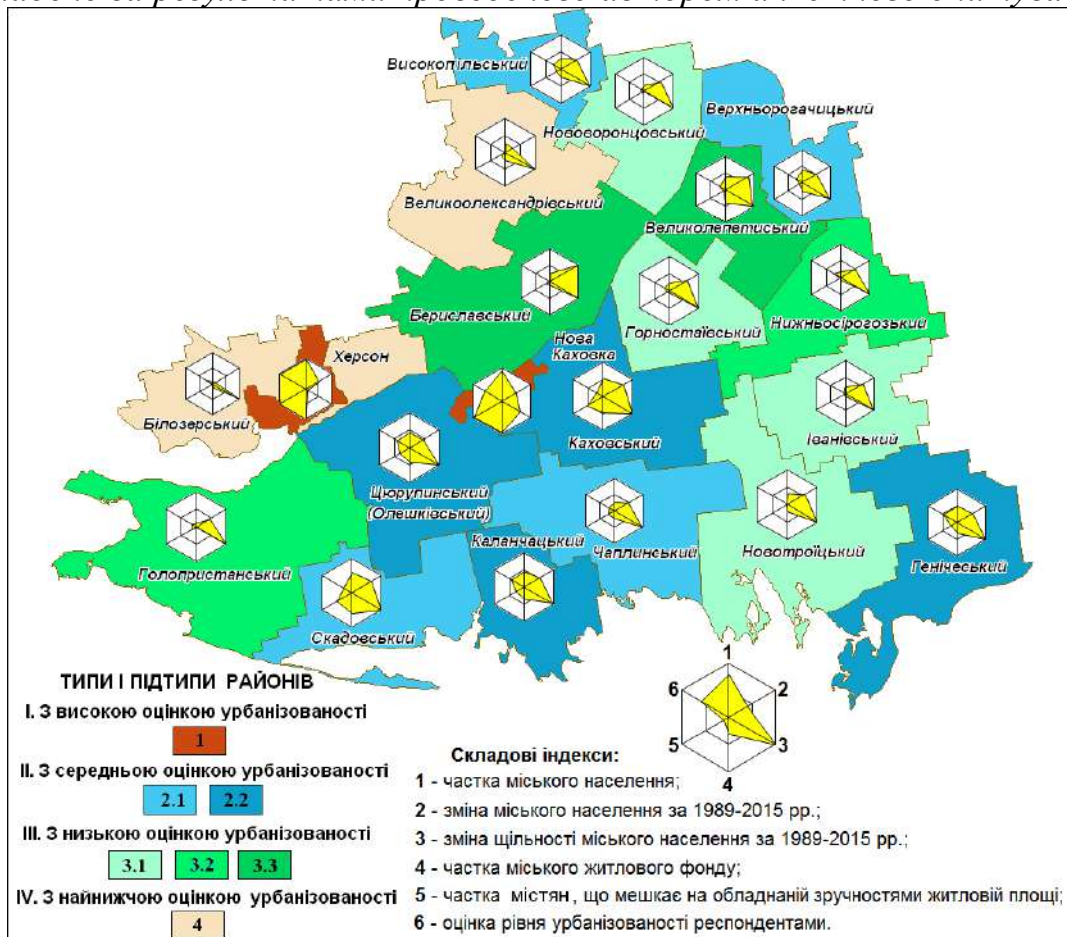 Високопільський
Нововоронцовський
Верхньорогачицький
Великоолександрівський
Великолепетиський
Бериславський
Горностаївський
Нижньосірогозький
Херсон
Нова
Каховка
Білозерський
Каховський
Іванівський
Цюрупинський
(Олешківський)
Каланчацький
Чаплинський
Новотроїцький
Генічеський
Голопристанський
Скадовський
ТИПИ І ПІДТИПИ РАЙОНІВ
І. З високою оцінкою урбанізованості
1
ІІ. З середньою оцінкою урбанізованості
2.1 2.2
ІІІ. З низькою оцінкою урбанізованості
3.1 3.2 3.3
IV. З найнижчою оцінкою урбанізованості
4
1
6 2
5 3
4
Складові індекси:
1 - частка міського населення;
2 - зміна міського населення за 1989-2015 рр.;
3 - зміна щільності міського населення за 1989-2015 рр.;
4 - частка міського житлового фонду;
5 - частка містян, що мешкає на обладнаній зручностями житловій площі;
6 - оцінка рівня урбанізованості респондентами.